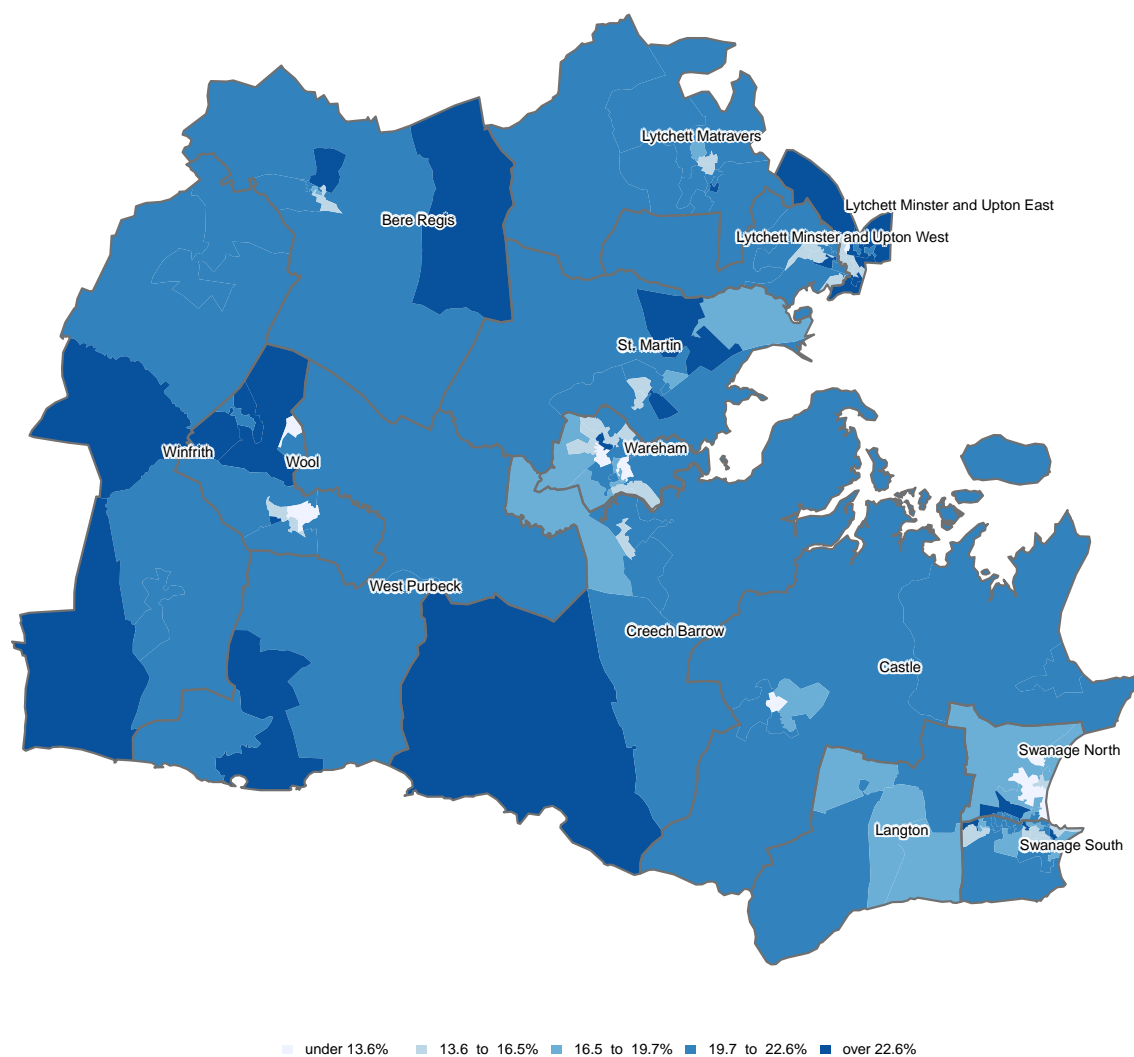 Lytchett Matravers
Lytchett Minster and Upton East
Bere Regis
Lytchett Minster and Upton West
St. Martin
Wareham
Winfrith
Wool
West Purbeck
Creech Barrow
Castle
Swanage North
Langton
Swanage South
under 13.6% 13.6 to 16.5% 16.5 to 19.7% 19.7 to 22.6% over 22.6%